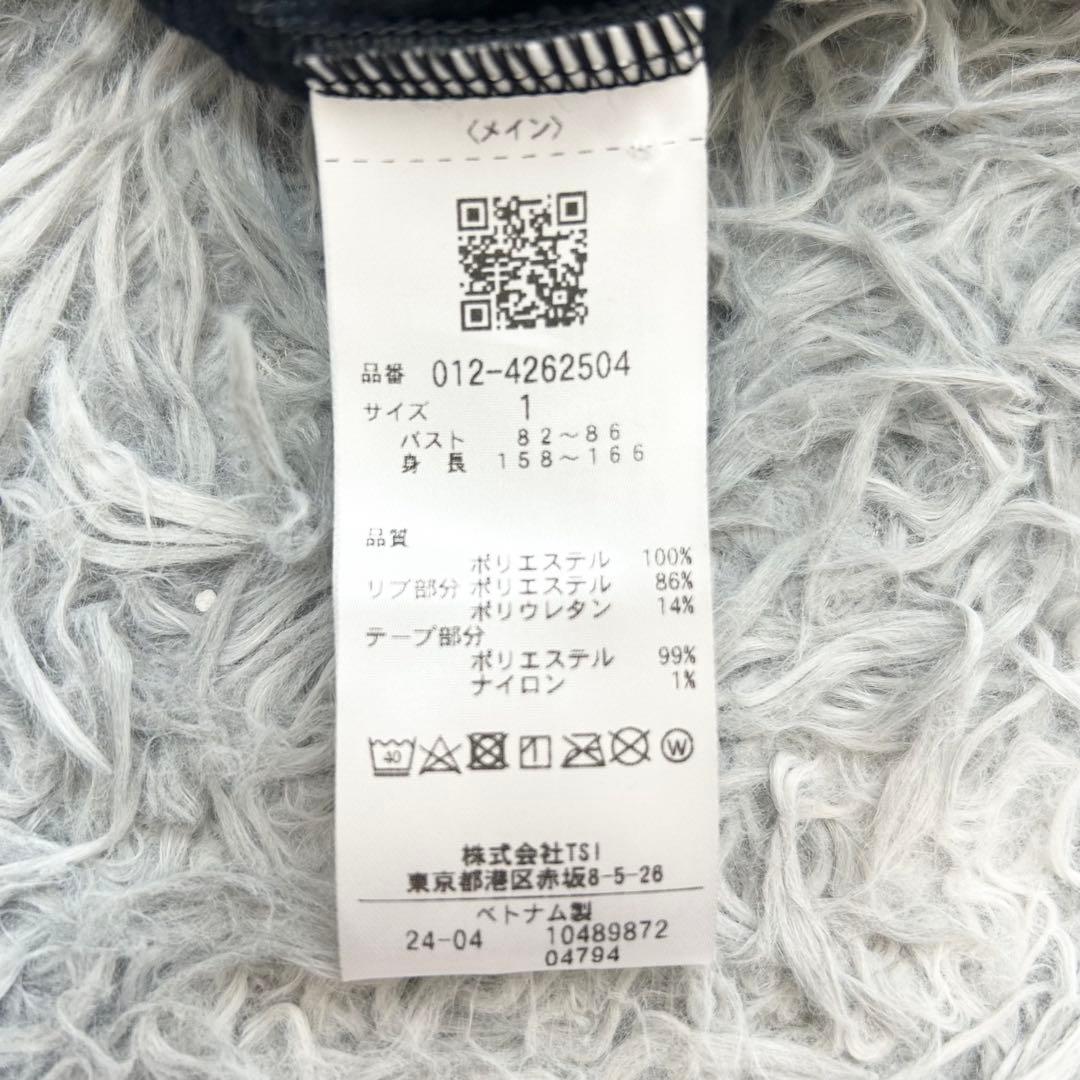 〈メイン〉
品番 012-4262504
サイズ 1
バスト 82～86
身長 158～166
品質
ポリエステル 100%
リブ部分 ポリエステル 86%
ポリウレタン 14%
テープ部分
ポリエステル 99%
ナイロン 1%
40 W
株式会社TSI
東京都港区赤坂8-5-26
ベトナム製
24-04 10489872
04794